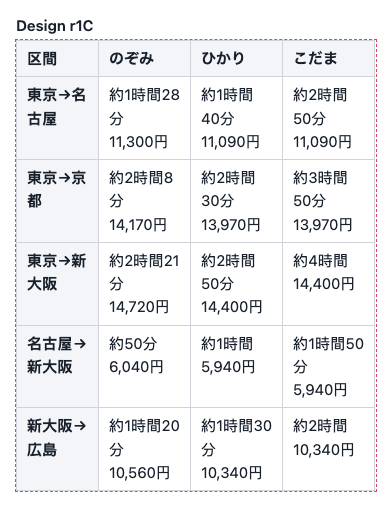 Design r1C
区間 のぞみ ひかり こだま
東京→名古屋 約1時間28分 11,300円 約1時間40分 11,090円 約2時間50分 11,090円
東京→京都 約2時間8分 14,170円 約2時間30分 13,970円 約3時間50分 13,970円
東京→新大阪 約2時間21分 14,720円 約2時間50分 14,400円 約4時間 14,400円
名古屋→新大阪 約50分 6,040円 約1時間 5,940円 約1時間50分 5,940円
新大阪→広島 約1時間20分 10,560円 約1時間30分 10,340円 約2時間 10,340円